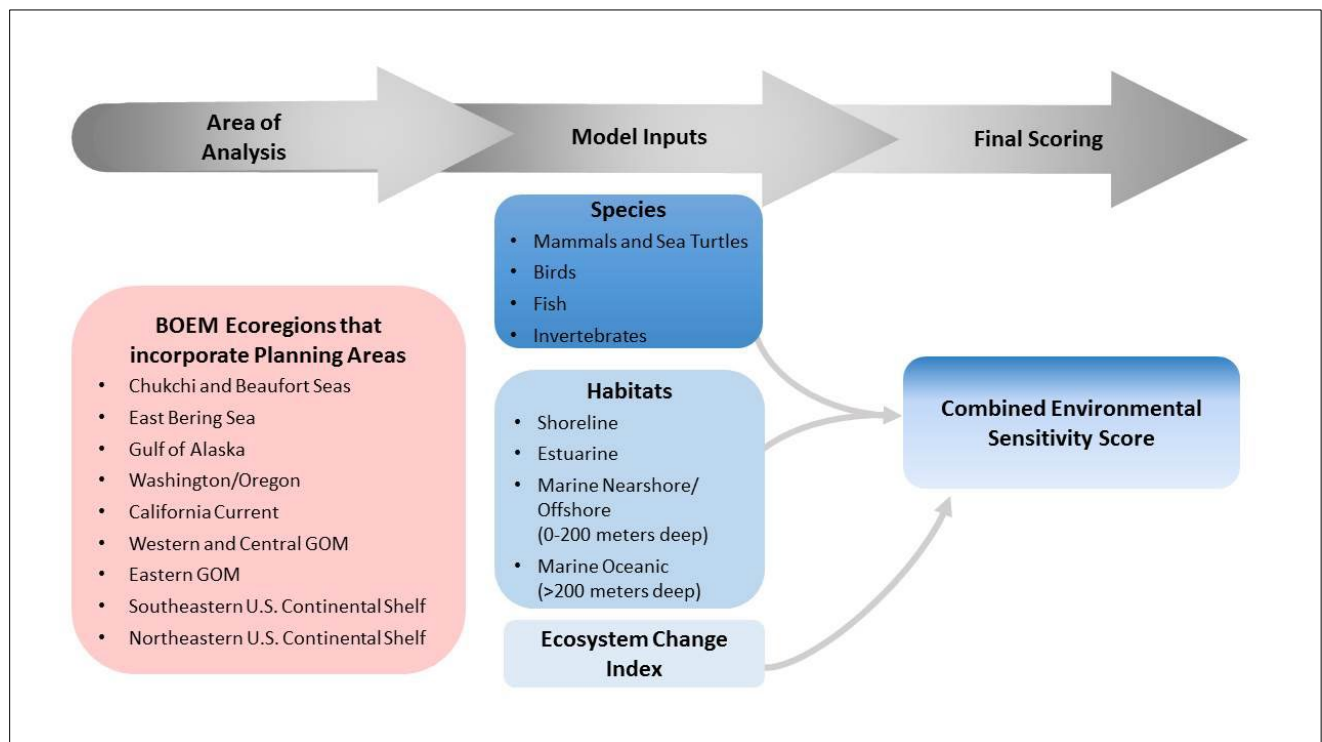 Area of
Analysis
Model Inputs
Final Scoring
BOEM Ecoregions that
incorporate Planning Areas
• Chukchi and Beaufort Seas
• East Bering Sea
• Gulf of Alaska
• Washington/Oregon
• California Current
• Western and Central GOM
• Eastern GOM
• Southeastern U.S. Continental Shelf
• Northeastern U.S. Continental Shelf
Species
• Mammals and Sea Turtles
• Birds
• Fish
• Invertebrates
Habitats
• Shoreline
• Estuarine
• Marine Nearshore/
Offshore
(0-200 meters deep)
• Marine Oceanic
(>200 meters deep)
Ecosystem Change
Index
Combined Environmental
Sensitivity Score